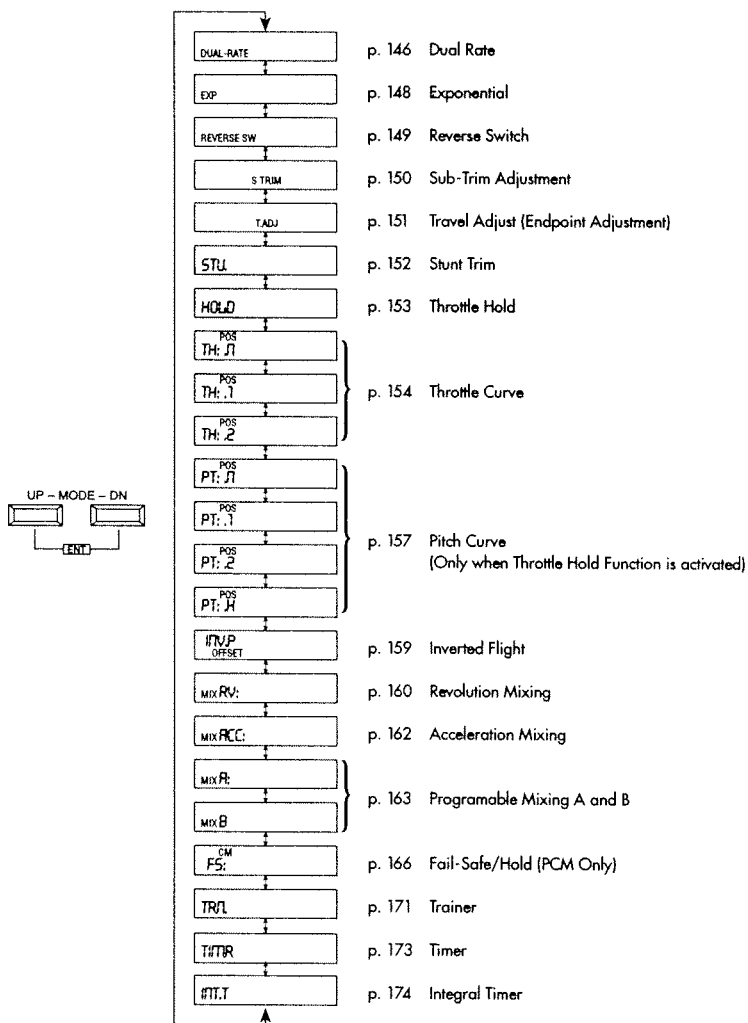 DUAL-RATE p. 146 Dual Rate
EXP p. 148 Exponential
REVERSE SW p. 149 Reverse Switch
S TRIM p. 150 Sub-Trim Adjustment
T.ADJ p. 151 Travel Adjust (Endpoint Adjustment)
STU. p. 152 Stunt Trim
HOLD p. 153 Throttle Hold
POS
TH: .N
POS
TH: .1 p. 154 Throttle Curve
POS
TH: .2
POS
PT: .N
UP – MODE – DN
POS
PT: .1
ENT
p. 157 Pitch Curve
POS
PT: .2 (Only when Throttle Hold Function is activated)
POS
PT: .H
INV.P
OFFSET p. 159 Inverted Flight
MIX RV: p. 160 Revolution Mixing
MIX ACC: p. 162 Acceleration Mixing
MIX A:
p. 163 Programable Mixing A and B
MIX B
CM
FS: p. 166 Fail-Safe/Hold (PCM Only)
TRN. p. 171 Trainer
TIMR p. 173 Timer
INT.T p. 174 Integral Timer